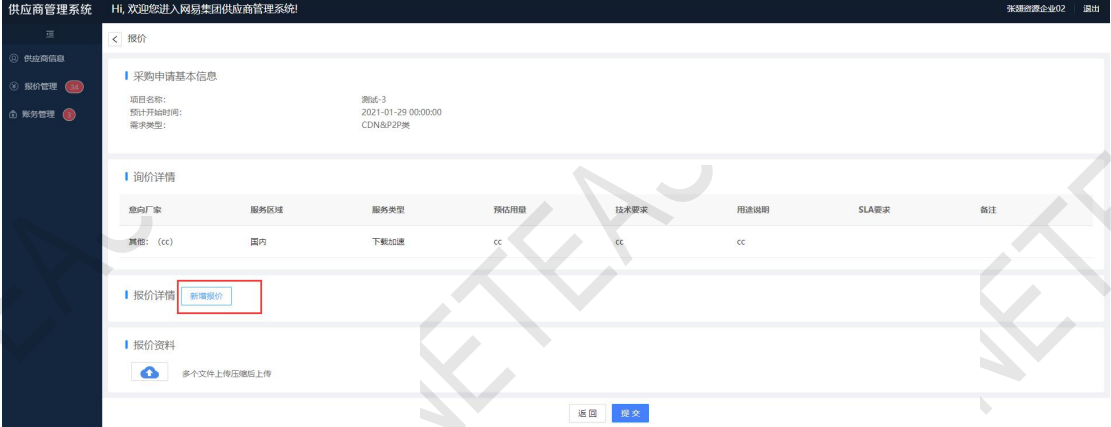 供应商管理系统 Hi, 欢迎您进入网易集团供应商管理系统! 张翃资源企业02 退出
供应商信息
报价管理 34
账务管理 3
报价
采购申请基本信息
项目名称: 测试-3
预计开始时间: 2021-01-29 00:00:00
需求类型: CDN&P2P类
询价详情
意向厂家 服务区域 服务类型 预估用量 技术要求 用途说明 SLA要求 备注
其他: (cc) 国内 下载加速 cc cc cc
报价详情 新增报价
报价资料
多个文件上传压缩后上传
返回 提交
NETEASE